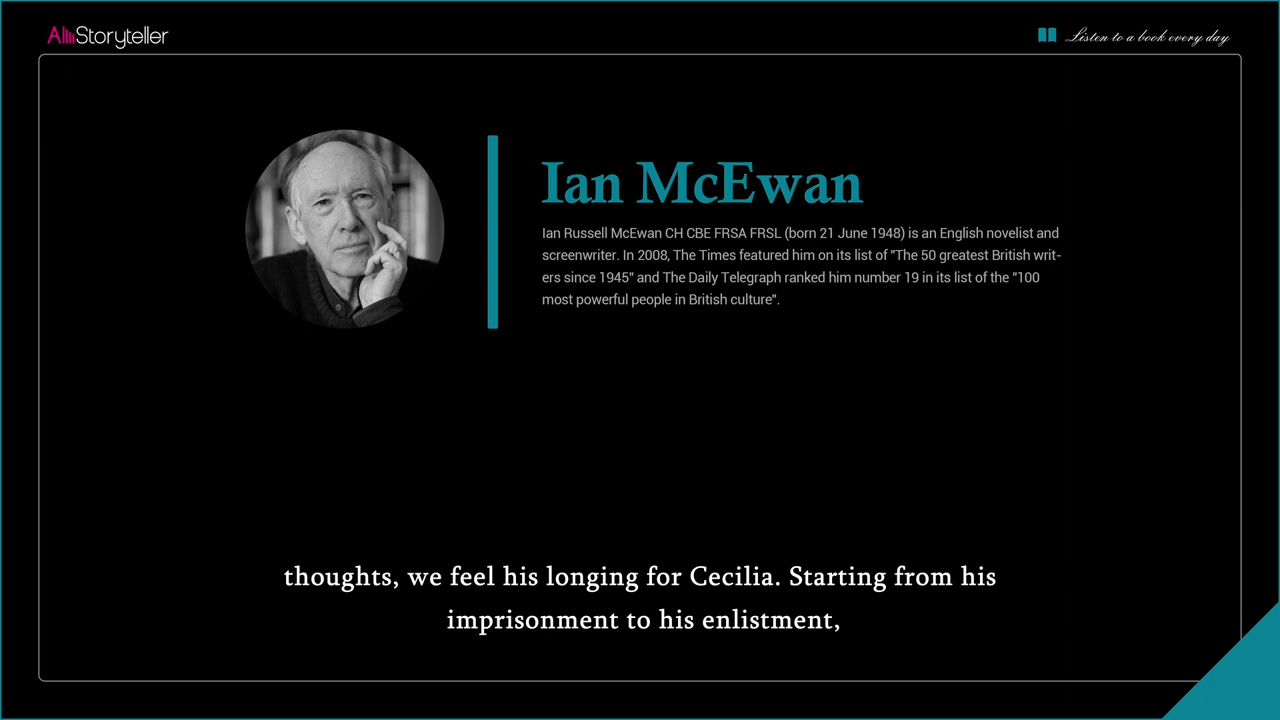 AIIIStoryteller
Listen to a book every day
Ian McEwan
Ian Russell McEwan CH CBE FRSA FRSL (born 21 June 1948) is an English novelist and
screenwriter. In 2008, The Times featured him on its list of "The 50 greatest British writ-
ers since 1945" and The Daily Telegraph ranked him number 19 in its list of the "100
most powerful people in British culture".
thoughts, we feel his longing for Cecilia. Starting from his
imprisonment to his enlistment,